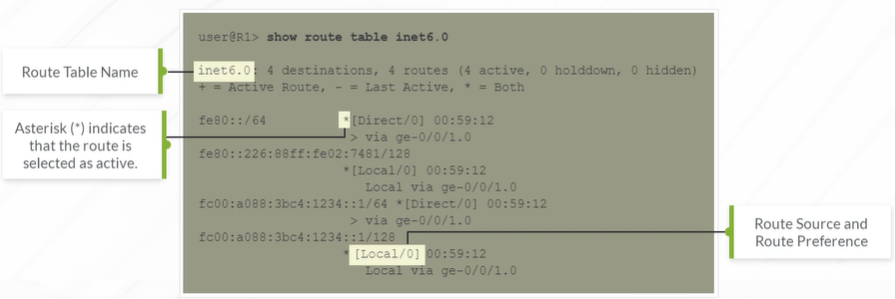 user@R1> show route table inet6.0
Route Table Name
inet6.0: 4 destinations, 4 routes (4 active, 0 holddown, 0 hidden)
+ = Active Route, - = Last Active, * = Both
Asterisk (*) indicates
that the route is
selected as active.
fe80::/64 *[Direct/0] 00:59:12
> via ge-0/0/1.0
fe80::226:88ff:fe02:7481/128
*[Local/0] 00:59:12
Local via ge-0/0/1.0
fc00:a088:3bc4:1234::1/64 *[Direct/0] 00:59:12
> via ge-0/0/1.0
fc00:a088:3bc4:1234::1/128
*[Local/0] 00:59:12
Local via ge-0/0/1.0
Route Source and
Route Preference